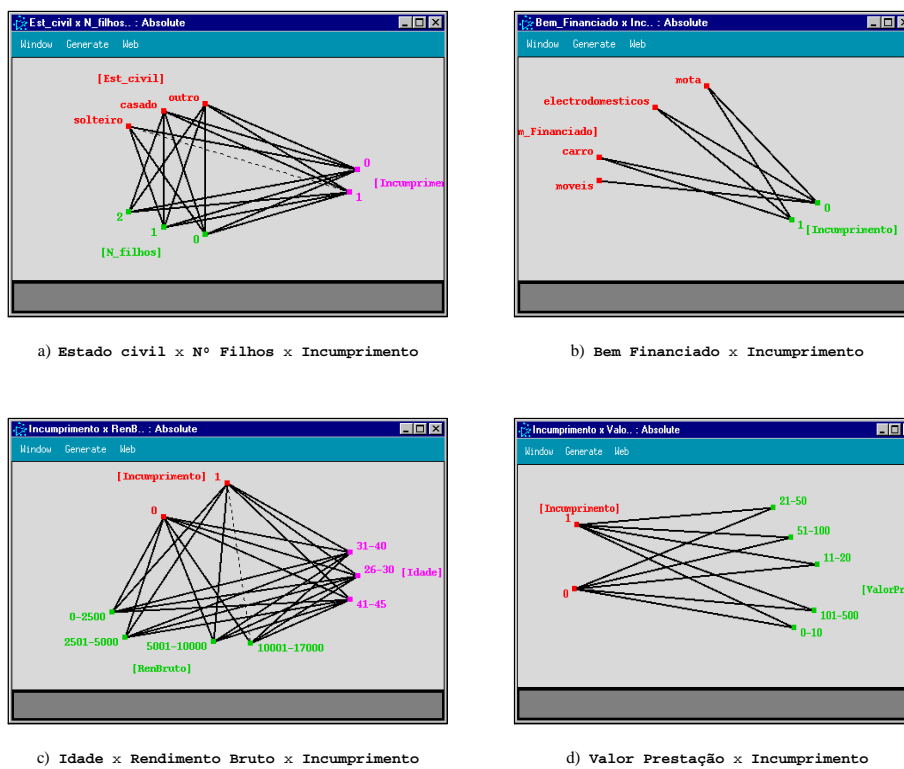 Est_civil x N_filhos.. : Absolute
Window Generate Web
[Est_civil]
outro
casado
solteiro
0
[Incumprimen
1
2
1
0
[N_filhos]
a) Estado civil x Nº Filhos x Incumprimento
Bem_Financiado x Inc.. : Absolute
Window Generate Web
mota
electrodomesticos
m_Financiado]
carro
moveis
0
1
[Incumprimento]
b) Bem Financiado x Incumprimento
Incumprimento x RenB.. : Absolute
Window Generate Web
[Incumprimento] 1
0
31-40
26-30 [Idade]
41-45
0-2500
2501-5000
5001-10000
10001-17000
[RenBruto]
c) Idade x Rendimento Bruto x Incumprimento
Incumprimento x Valo.. : Absolute
Window Generate Web
21-50
[Incumprimento]
1
51-100
11-20
0
[ValorPr
101-500
0-10
d) Valor Prestação x Incumprimento